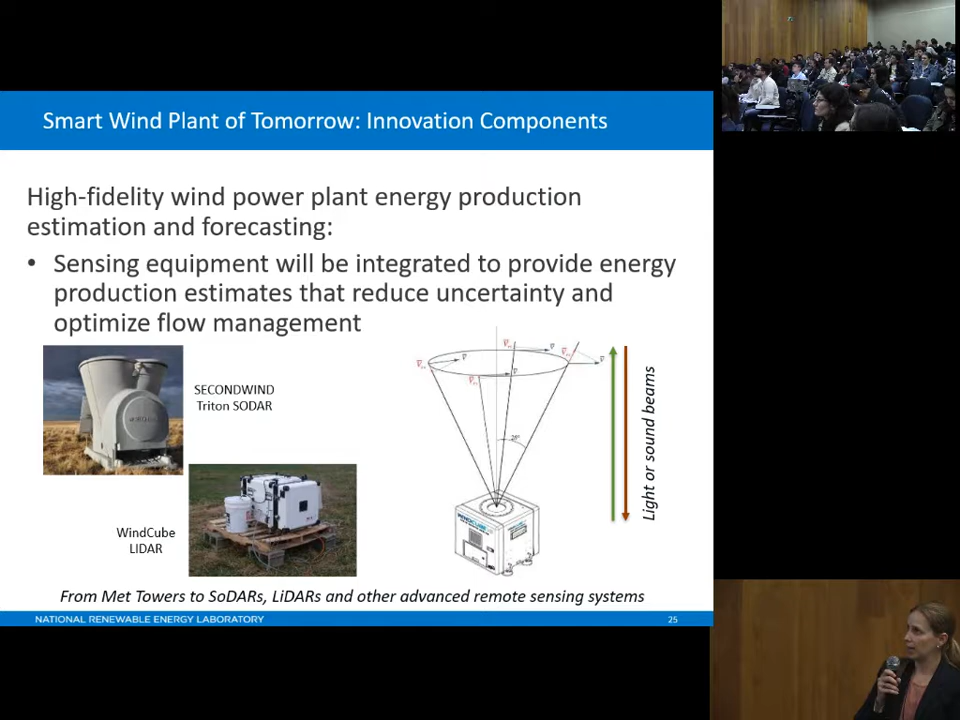 Smart Wind Plant of Tomorrow: Innovation Components
High-fidelity wind power plant energy production
estimation and forecasting:
• Sensing equipment will be integrated to provide energy
production estimates that reduce uncertainty and
optimize flow management
SECONDWIND
Triton SODAR
WindCube
LIDAR
28°
WINDCUBE
Light or sound beams
From Met Towers to SoDARs, LiDARs and other advanced remote sensing systems
NATIONAL RENEWABLE ENERGY LABORATORY
25